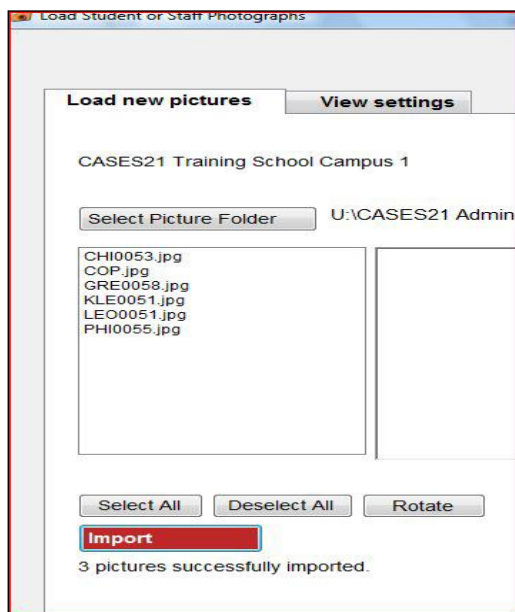 Load Student or Staff Photographs
Load new pictures
View settings
CASES21 Training School Campus 1
Select Picture Folder
U:\CASES21 Admin
CHI0053.jpg
COP.jpg
GRE0058.jpg
KLE0051.jpg
LEO0051.jpg
PHI0055.jpg
Select All
Deselect All
Rotate
Import
3 pictures successfully imported.